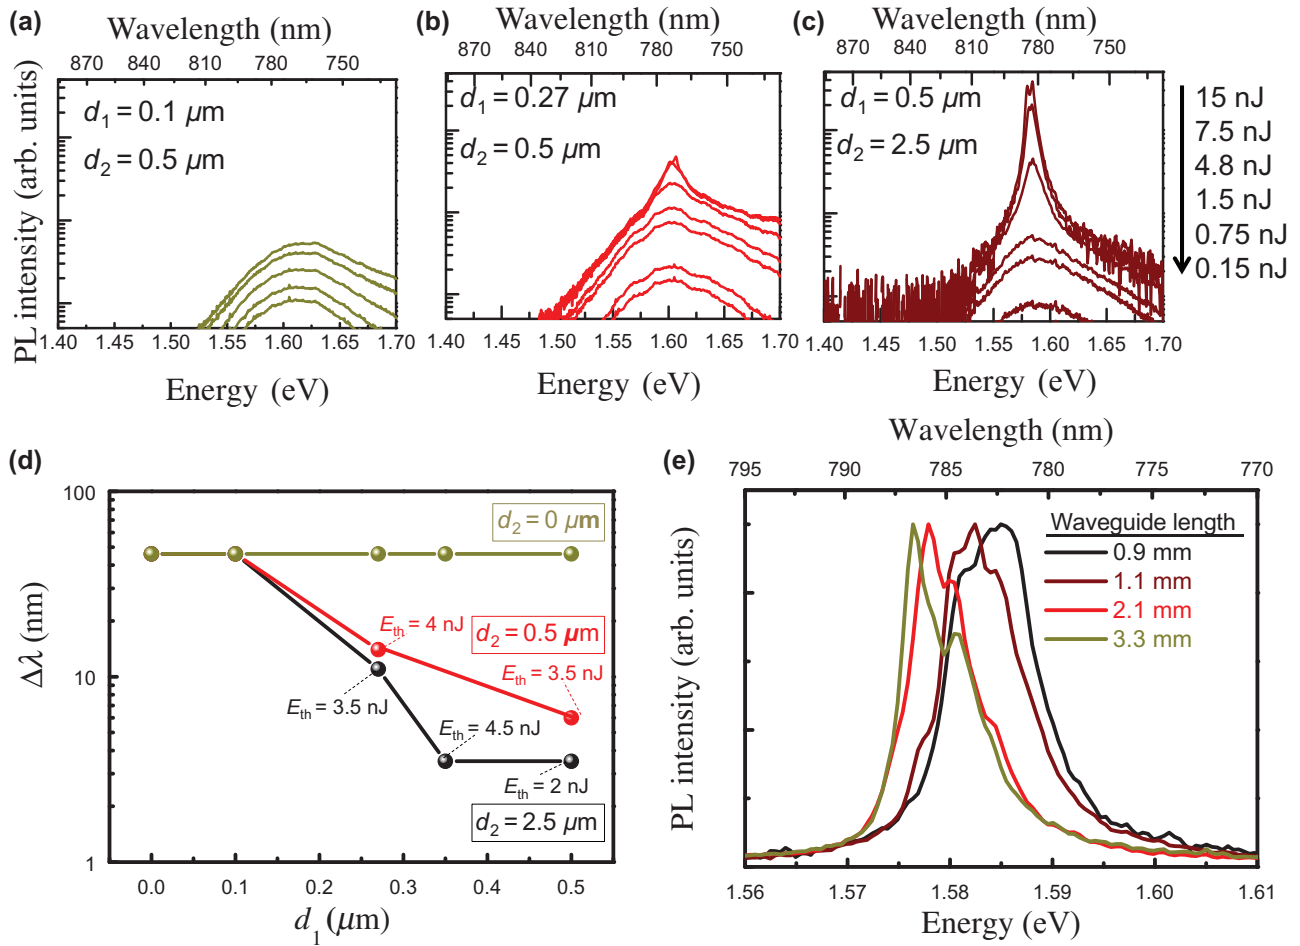 (a)
Wavelength (nm)
870 840 810 780 750
d1 = 0.1 µm
d2 = 0.5 µm
PL intensity (arb. units)
1.40 1.45 1.50 1.55 1.60 1.65 1.70
Energy (eV)
(b)
Wavelength (nm)
870 840 810 780 750
d1 = 0.27 µm
d2 = 0.5 µm
1.40 1.45 1.50 1.55 1.60 1.65 1.70
Energy (eV)
(c)
Wavelength (nm)
870 840 810 780 750
d1 = 0.5 µm
d2 = 2.5 µm
1.40 1.45 1.50 1.55 1.60 1.65 1.70
Energy (eV)
15 nJ
7.5 nJ
4.8 nJ
1.5 nJ
0.75 nJ
0.15 nJ
(d)
100
10
1
Δλ (nm)
d2 = 0 µm
Eth = 4 nJ
d2 = 0.5 µm
Eth = 3.5 nJ
Eth = 3.5 nJ
Eth = 4.5 nJ
Eth = 2 nJ
d2 = 2.5 µm
0.0 0.1 0.2 0.3 0.4 0.5
d1 (µm)
(e)
Wavelength (nm)
795 790 785 780 775 770
PL intensity (arb. units)
Waveguide length
0.9 mm
1.1 mm
2.1 mm
3.3 mm
1.56 1.57 1.58 1.59 1.60 1.61
Energy (eV)